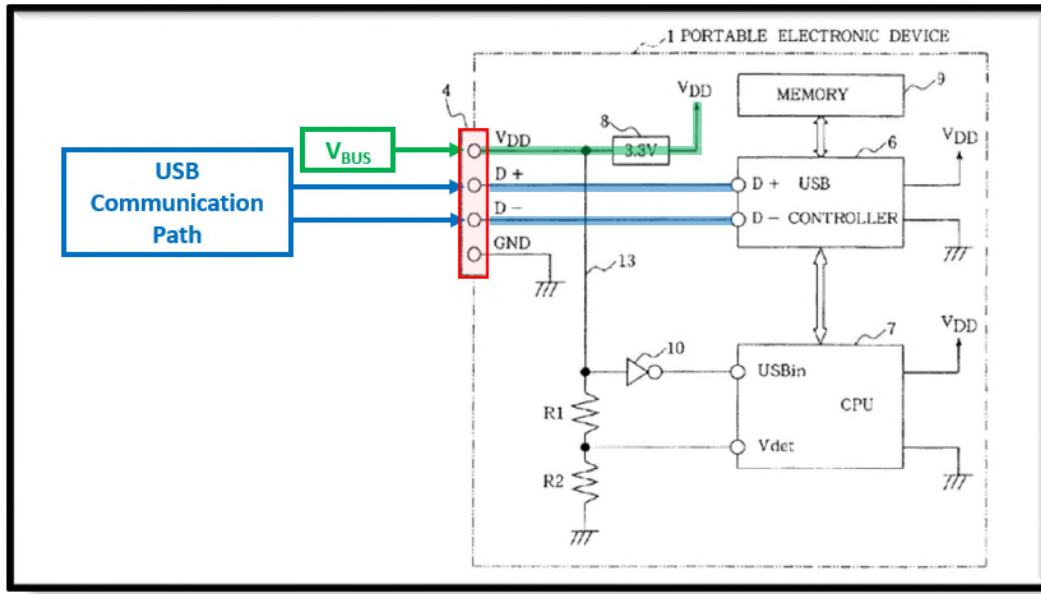 1 PORTABLE ELECTRONIC DEVICE
4
VBUS
USB
Communication
Path
VDD
8
3.3V
VDD
MEMORY
9
6
VDD
D+
D-
GND
D+ USB
D- CONTROLLER
13
10
7
VDD
USBin
CPU
R1
Vdet
R2